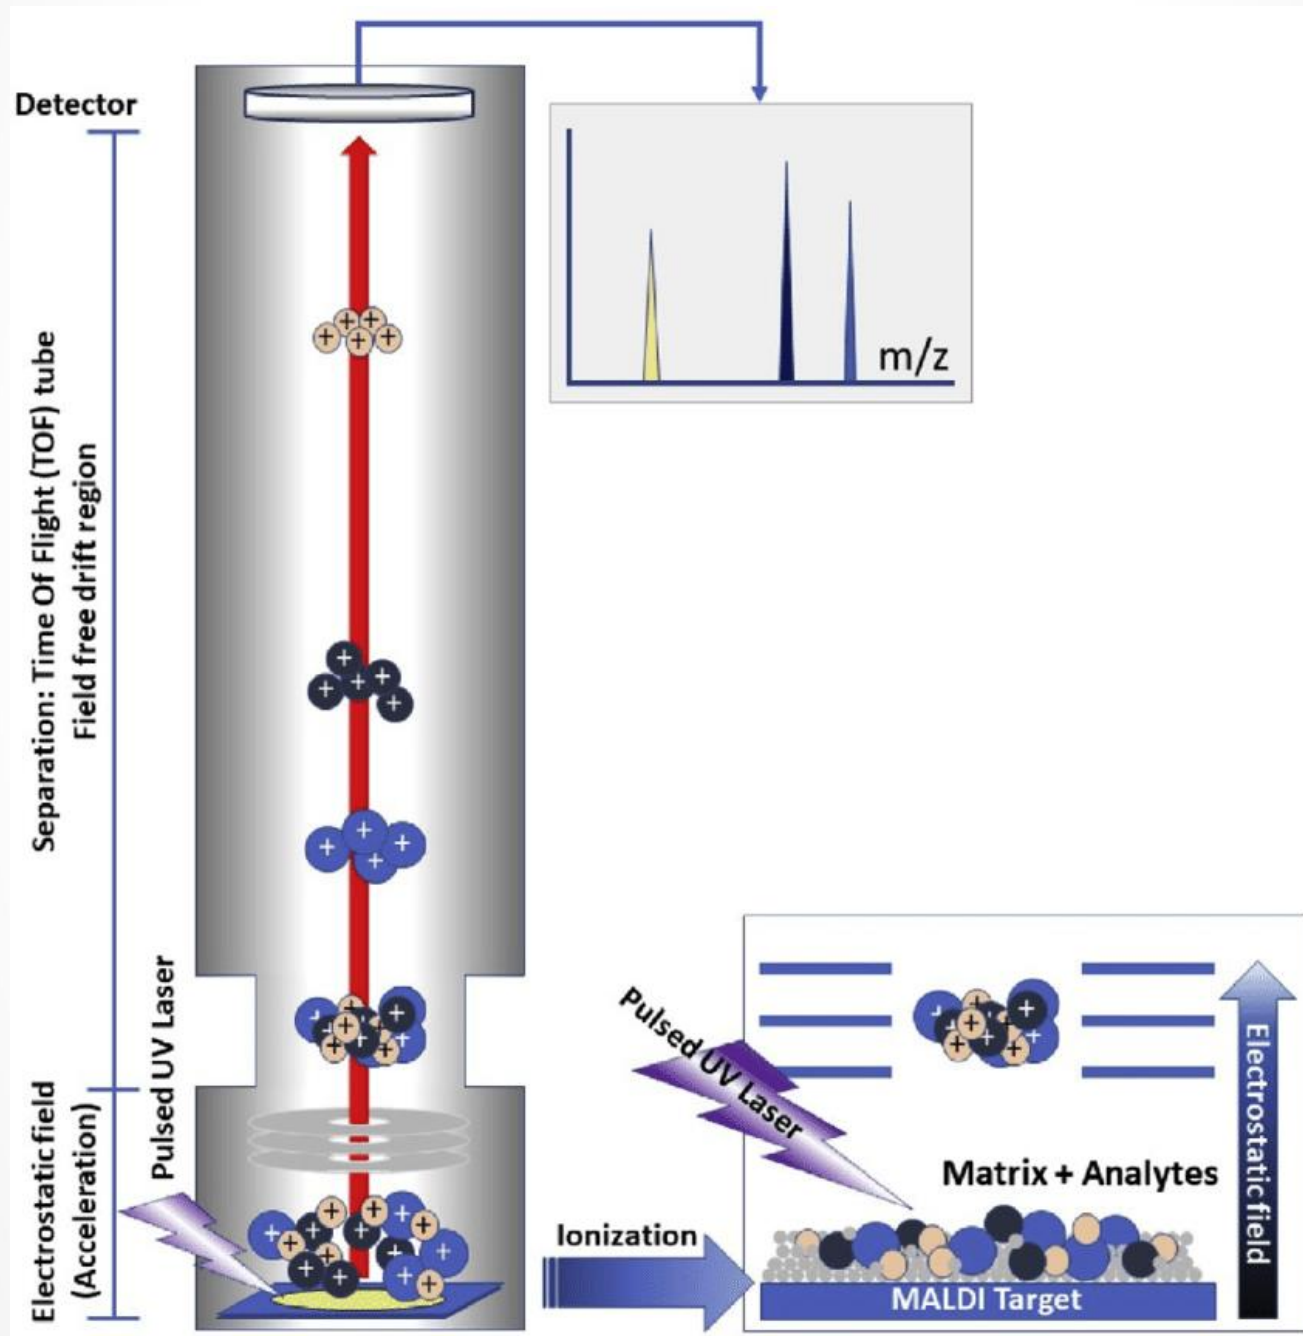 Detector
m/z
Separation: Time Of Flight (TOF) tube
Field free drift region
Pulsed UV Laser
Electrostatic field
(Acceleration)
Ionization
Pulsed UV Laser
Matrix + Analytes
MALDI Target
Electrostatic field